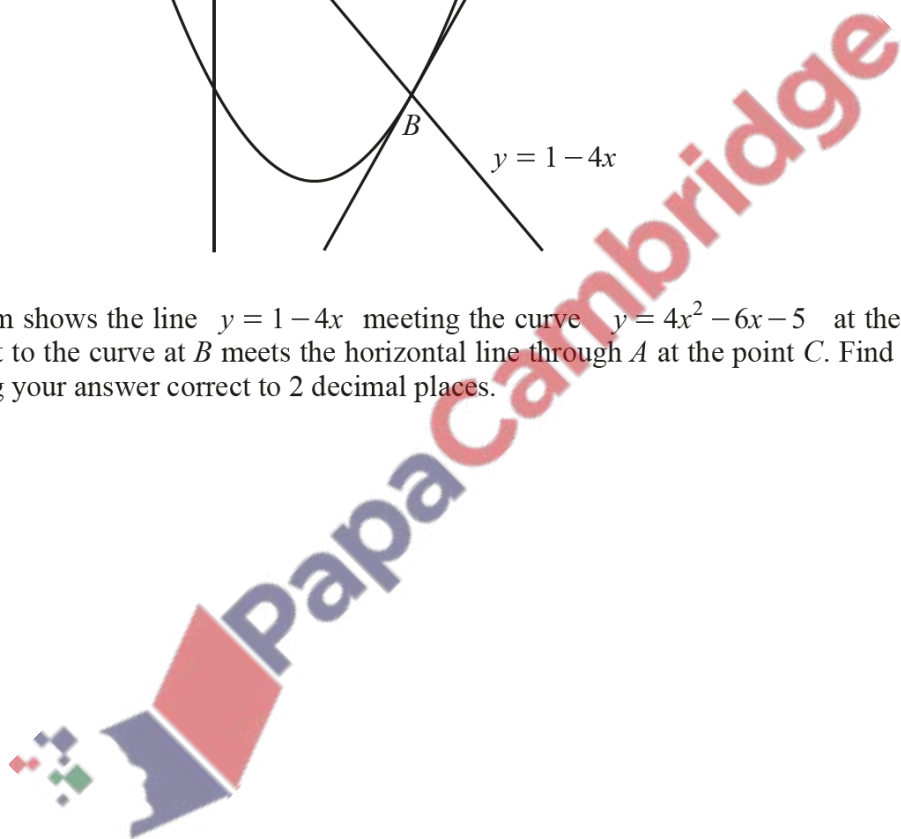 B
y = 1 − 4x
shows the line y = 1 − 4x meeting the curve y = 4x² − 6x − 5 at the
to the curve at B meets the horizontal line through A at the point C. Find
your answer correct to 2 decimal places.
PapaCambridge